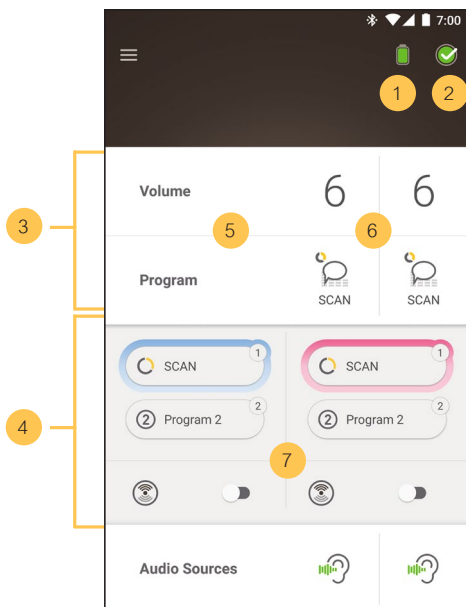 7:00
1 2
Volume 6 6
3
5 6
Program
SCAN SCAN
SCAN 1 SCAN 1
4
2 Program 2 2 2 Program 2 2
7
Audio Sources